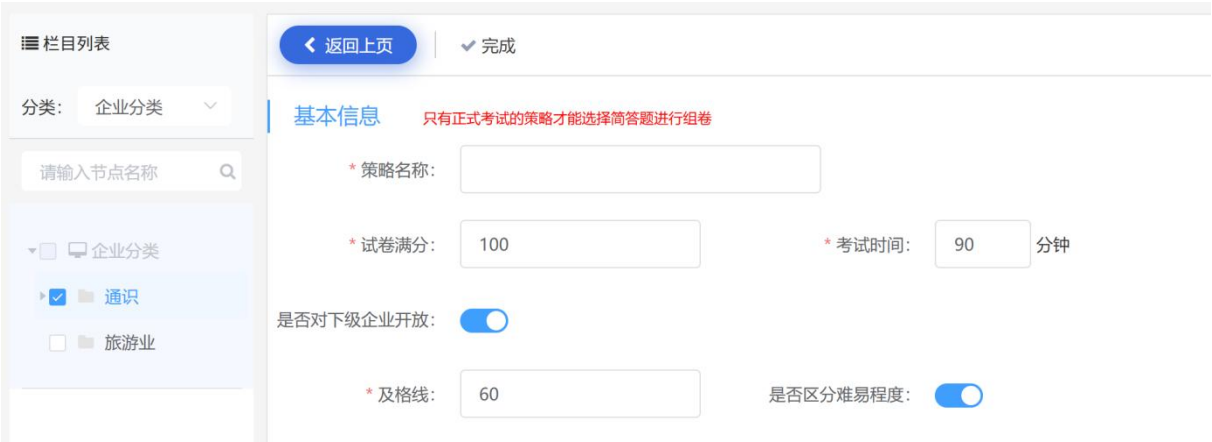 栏目列表
分类： 企业分类
请输入节点名称
企业分类
通识
旅游业
返回上页
完成
基本信息 只有正式考试的策略才能选择简答题进行组卷
* 策略名称：
* 试卷满分： 100 * 考试时间： 90 分钟
是否对下级企业开放：
* 及格线： 60 是否区分难易程度：